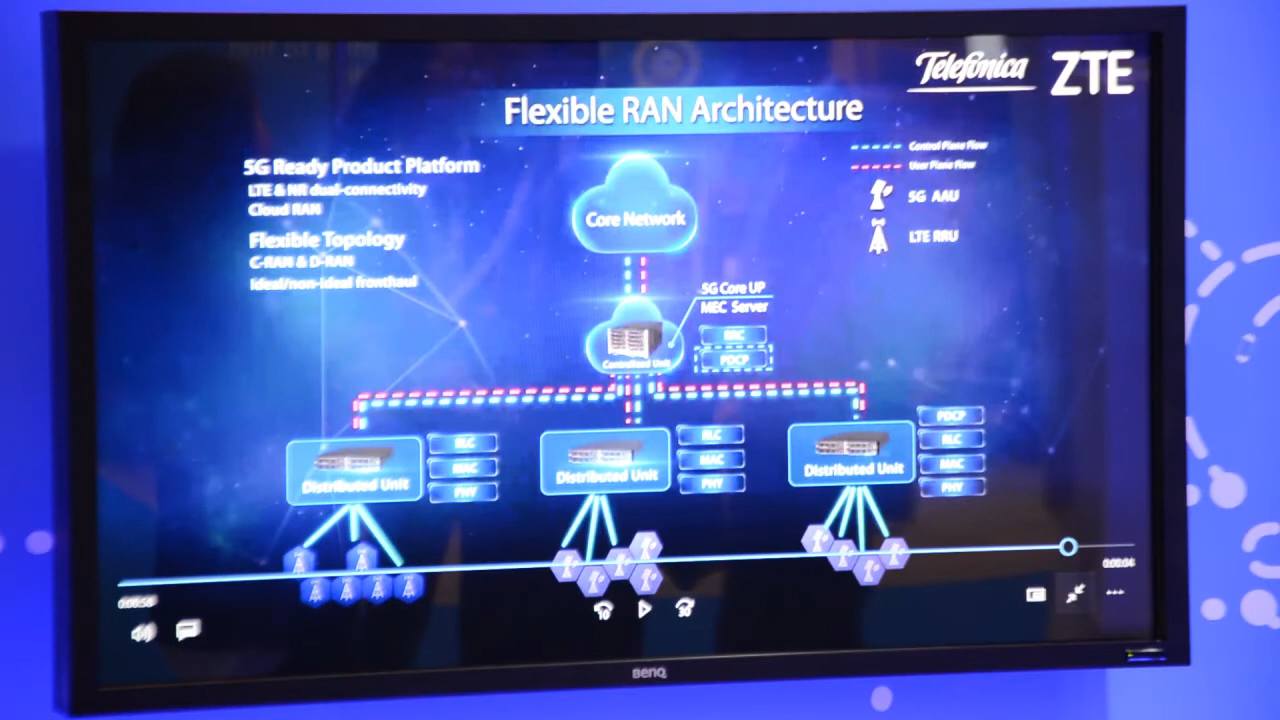 Telefónica ZTE
Flexible RAN Architecture
5G Ready Product Platform
LTE & NR dual-connectivity
Cloud RAN
Flexible Topology
C-RAN & D-RAN
Ideal/non-ideal fronthaul
Control Plane Flow
User Plane Flow
5G AAU
LTE RRU
Core Network
5G Core UP
MEC Server
RRC
PDCP
Centralized Unit
Distributed Unit
RLC
MAC
PHY
Distributed Unit
RLC
MAC
PHY
Distributed Unit
PDCP
RLC
MAC
PHY
0:00:58
0:00:04
10
30
BenQ